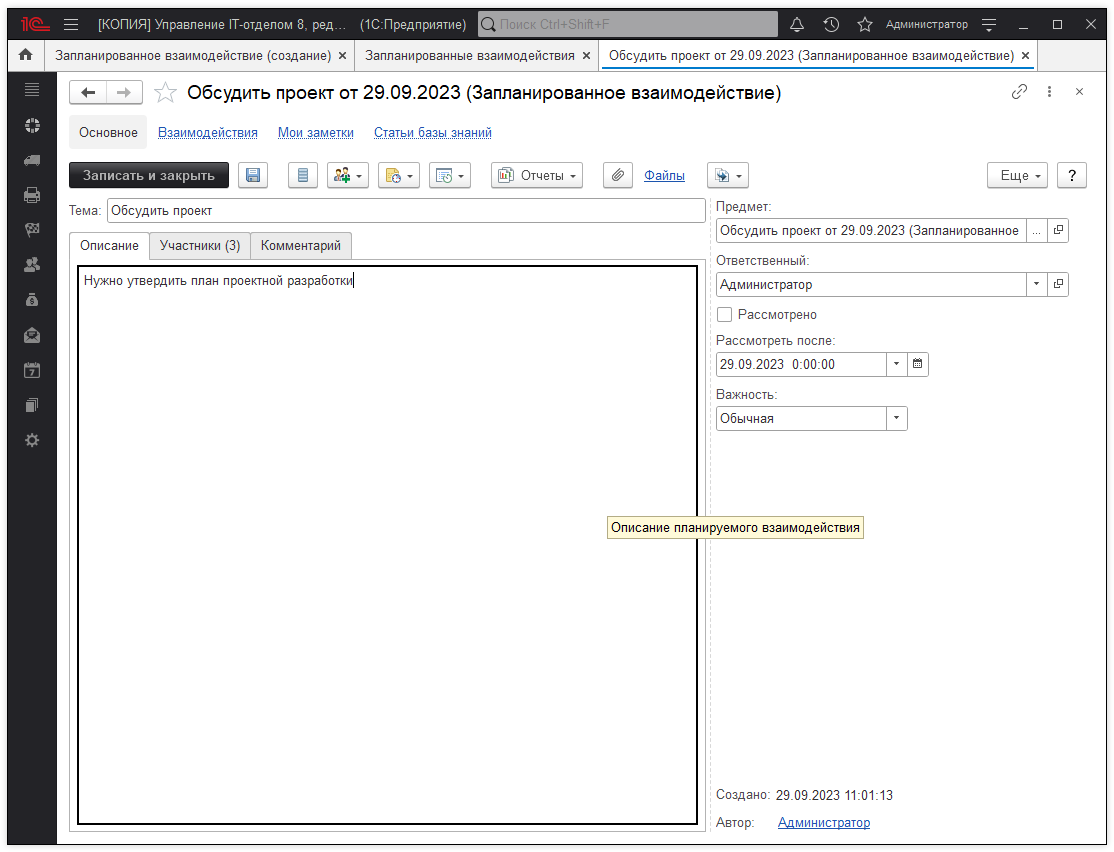 1С [КОПИЯ] Управление IT-отделом 8, ред... (1С:Предприятие) Поиск Ctrl+Shift+F Администратор
Запланированное взаимодействие (создание) × Запланированные взаимодействия × Обсудить проект от 29.09.2023 (Запланированное взаимодействие) ×
Обсудить проект от 29.09.2023 (Запланированное взаимодействие)
Основное Взаимодействия Мои заметки Статьи базы знаний
Записать и закрыть Отчеты Файлы Еще ?
Тема: Обсудить проект
Описание Участники (3) Комментарий
Нужно утвердить план проектной разработки
Предмет:
Обсудить проект от 29.09.2023 (Запланированное ...
Ответственный:
Администратор
Рассмотрено
Рассмотреть после:
29.09.2023 0:00:00
Важность:
Обычная
Описание планируемого взаимодействия
Создано: 29.09.2023 11:01:13
Автор: Администратор
7